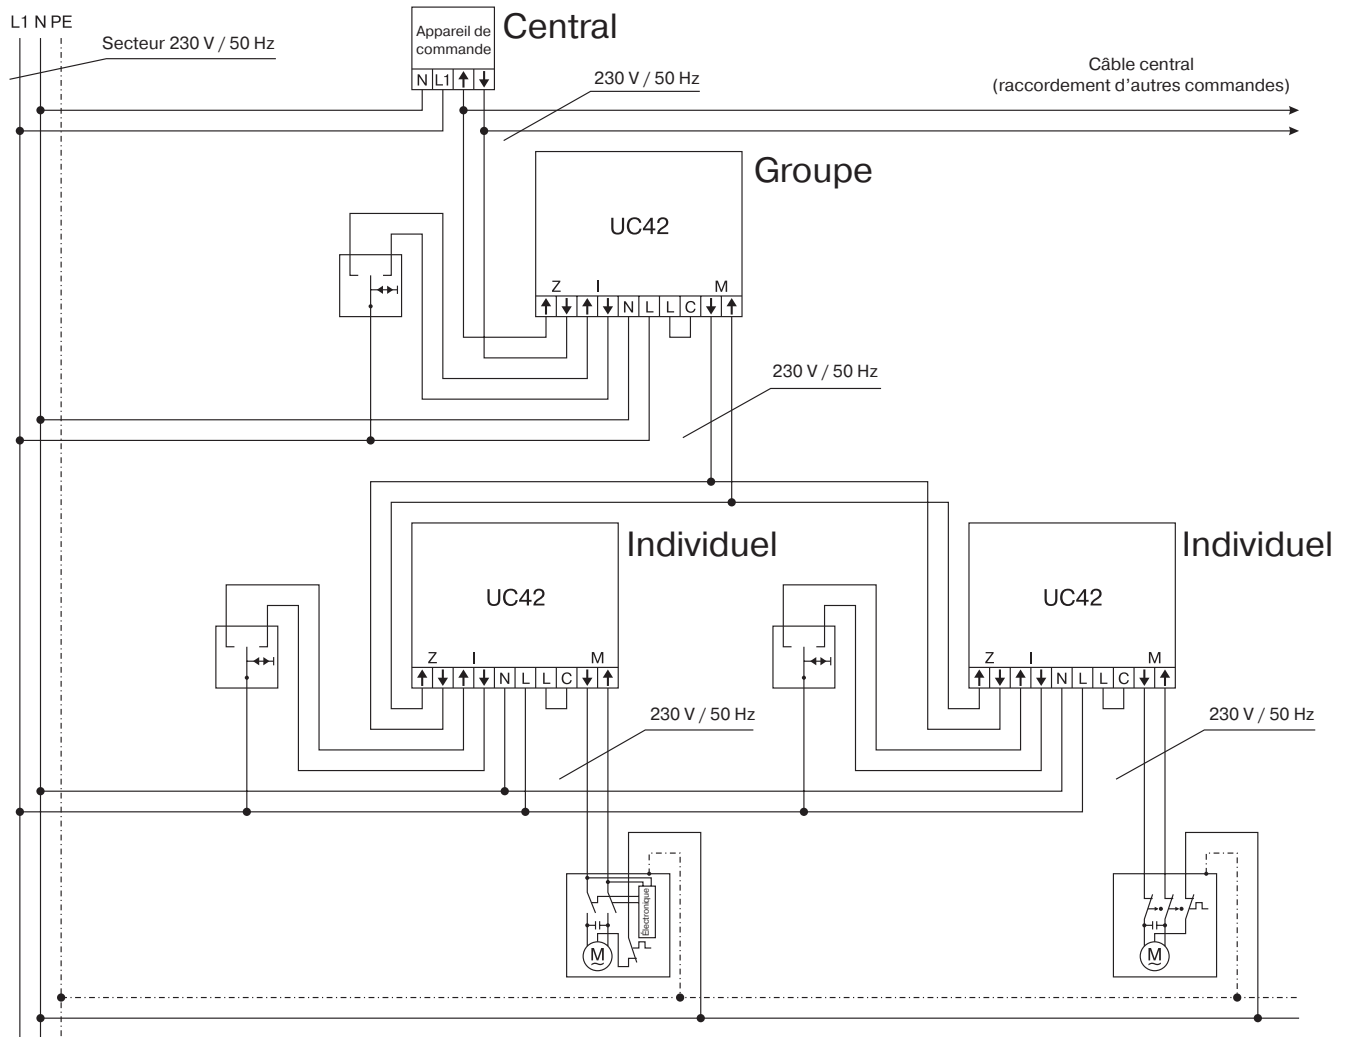 L1 N PE
Secteur 230 V / 50 Hz
Appareil de
commande
Central
N L1
230 V / 50 Hz
Câble central
(raccordement d'autres commandes)
Groupe
UC42
Z I M
N L L C
230 V / 50 Hz
Individuel
UC42
Z I M
N L L C
230 V / 50 Hz
Électronique
M
Individuel
UC42
Z I M
N L L C
230 V / 50 Hz
M